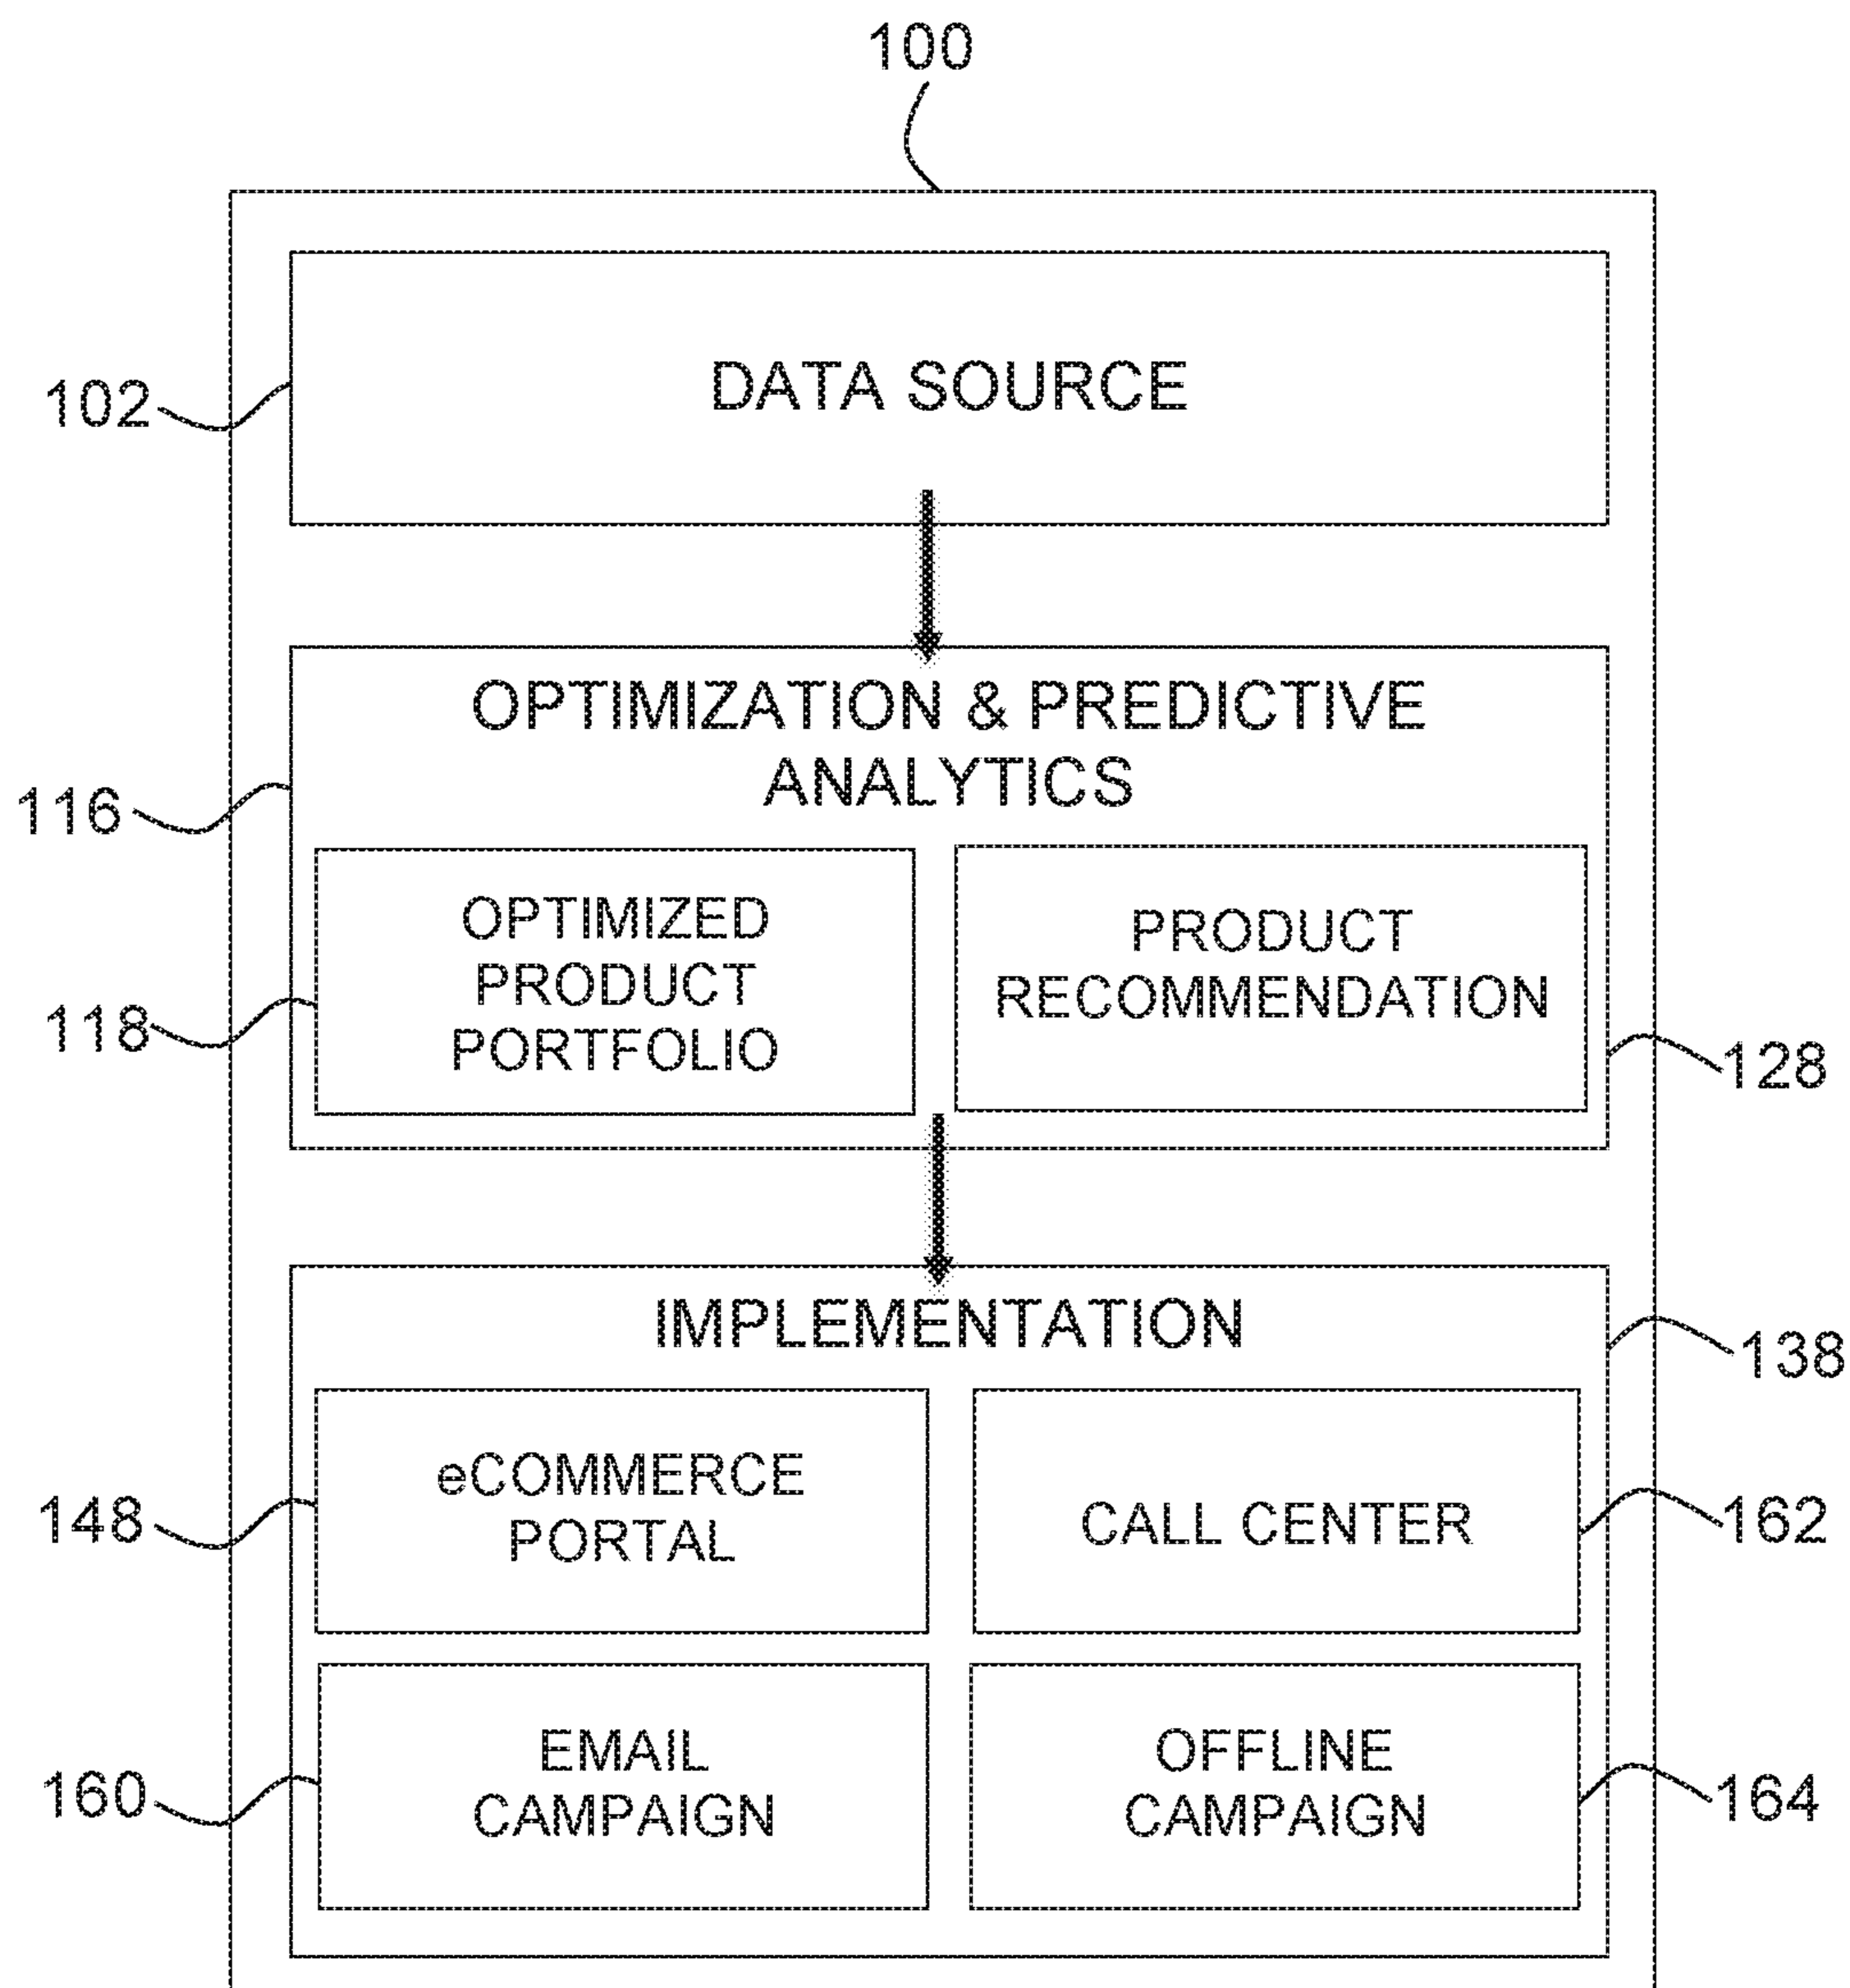 100
DATA SOURCE
102
OPTIMIZATION & PREDICTIVE
ANALYTICS
116
OPTIMIZED
PRODUCT
PORTFOLIO
118
PRODUCT
RECOMMENDATION
128
IMPLEMENTATION
138
eCOMMERCE
PORTAL
148
CALL CENTER
162
EMAIL
CAMPAIGN
160
OFFLINE
CAMPAIGN
164